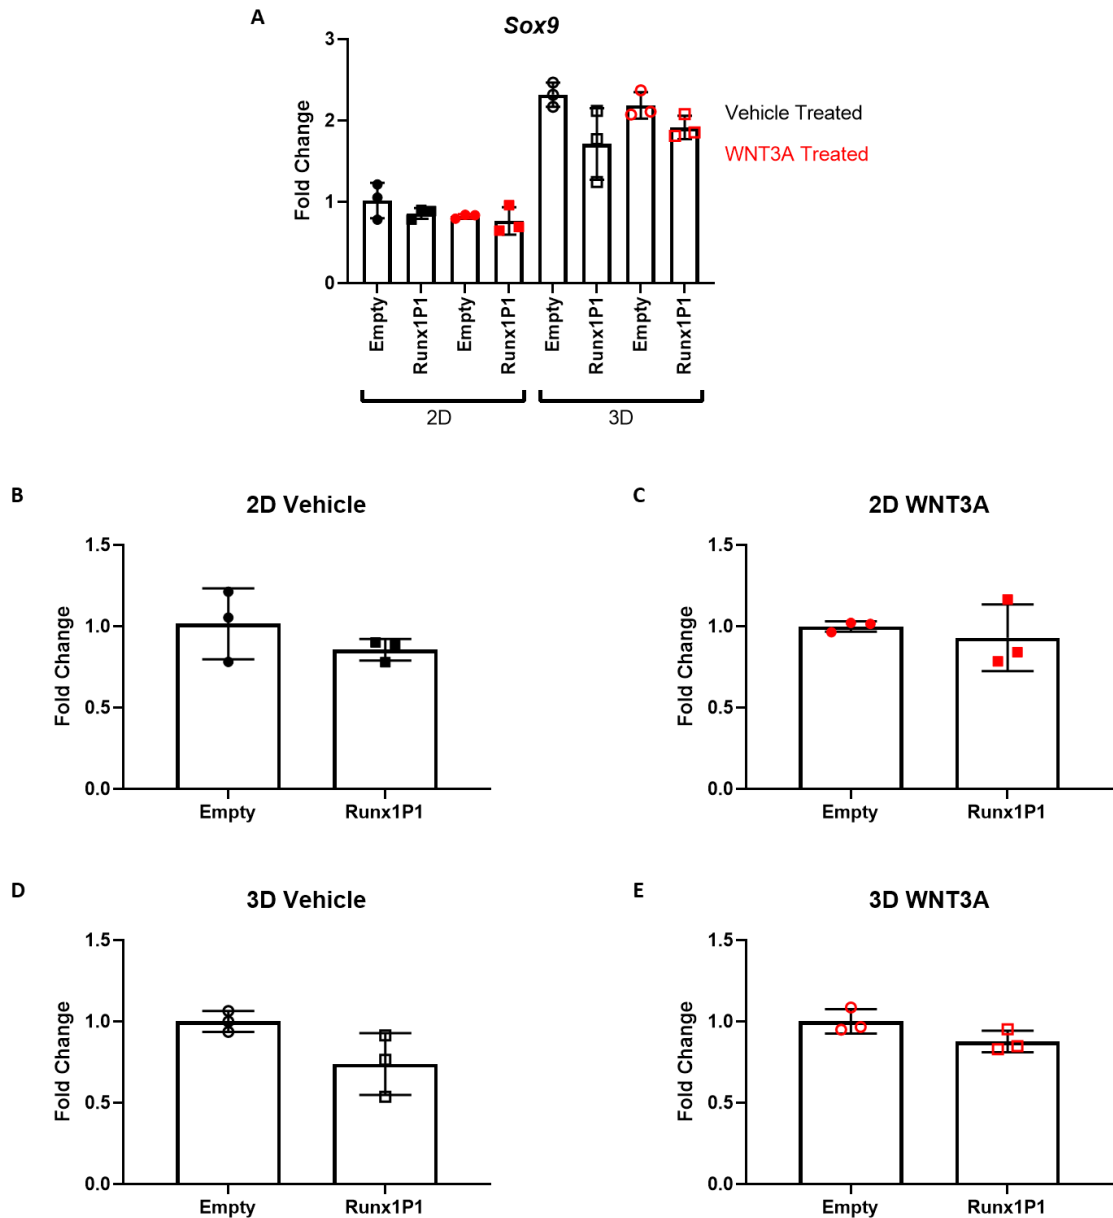 A
Sox9
Fold Change
3
2
1
0
Vehicle Treated
WNT3A Treated
Empty
Runx1P1
Empty
Runx1P1
Empty
Runx1P1
Empty
Runx1P1
2D
3D
B
2D Vehicle
Fold Change
1.5
1.0
0.5
0.0
Empty
Runx1P1
C
2D WNT3A
Fold Change
1.5
1.0
0.5
0.0
Empty
Runx1P1
D
3D Vehicle
Fold Change
1.5
1.0
0.5
0.0
Empty
Runx1P1
E
3D WNT3A
Fold Change
1.5
1.0
0.5
0.0
Empty
Runx1P1